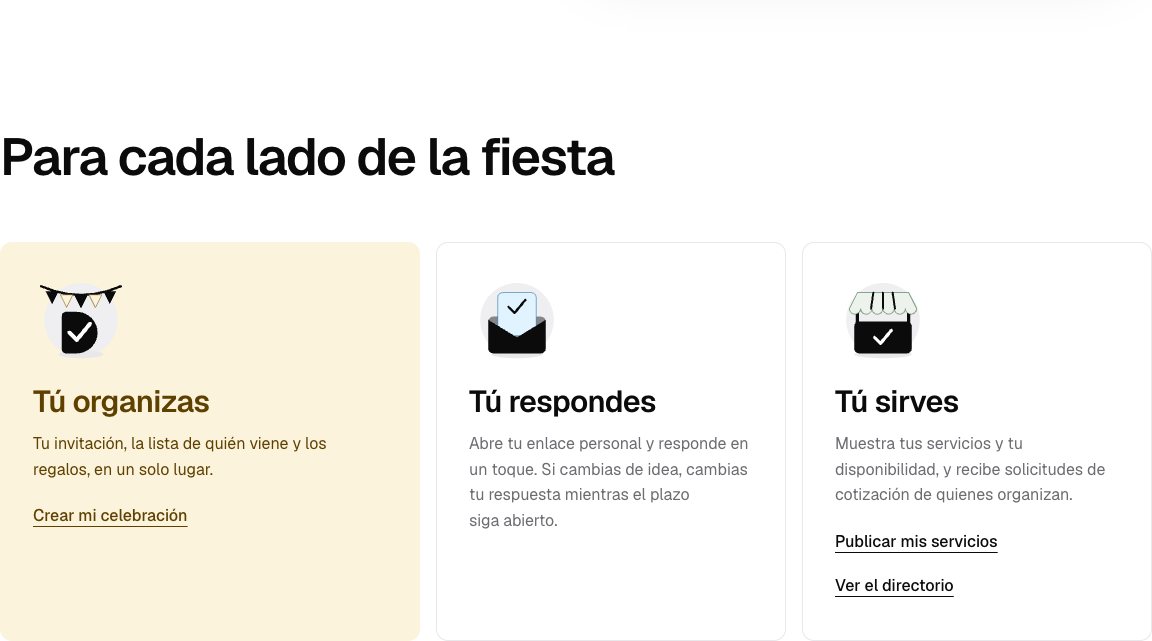 Para cada lado de la fiesta
Tú organizas
Tu invitación, la lista de quién viene y los
regalos, en un solo lugar.
Crear mi celebración
Tú respondes
Abre tu enlace personal y responde en
un toque. Si cambias de idea, cambias
tu respuesta mientras el plazo
siga abierto.
Tú sirves
Muestra tus servicios y tu
disponibilidad, y recibe solicitudes de
cotización de quienes organizan.
Publicar mis servicios
Ver el directorio